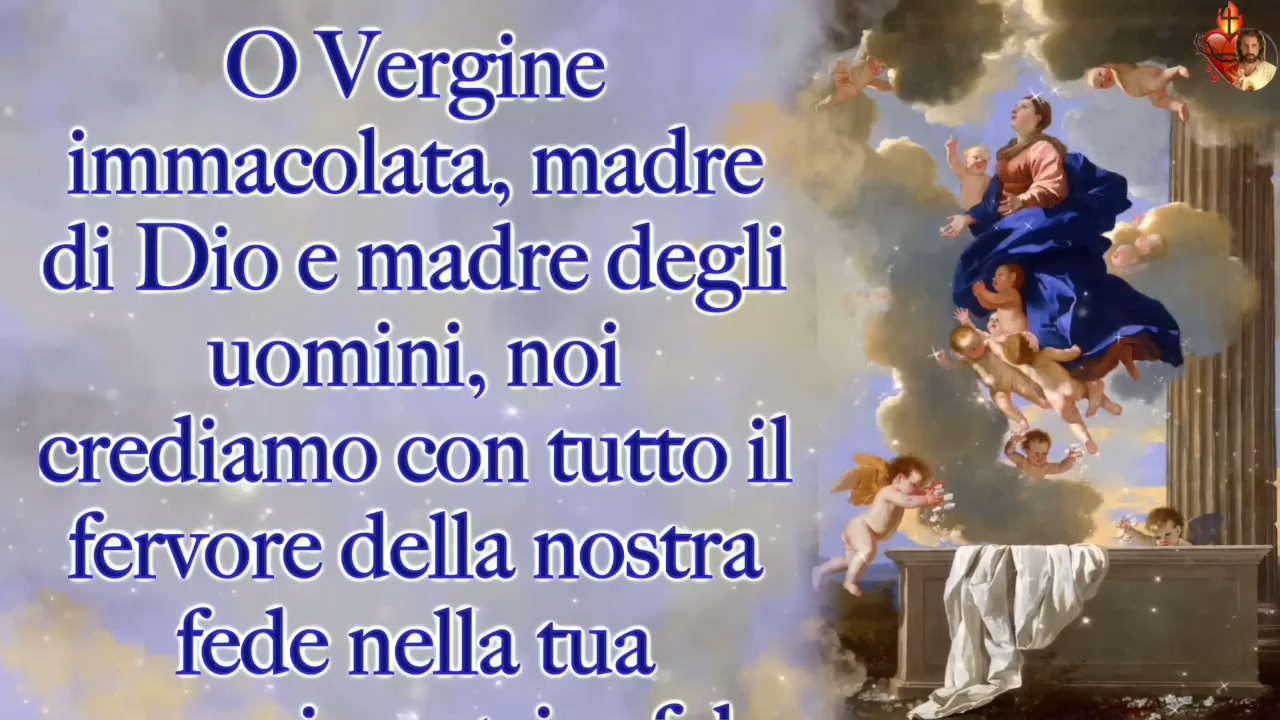 O Vergine
immacolata, madre
di Dio e madre degli
uomini, noi
crediamo con tutto il
fervore della nostra
fede nella tua